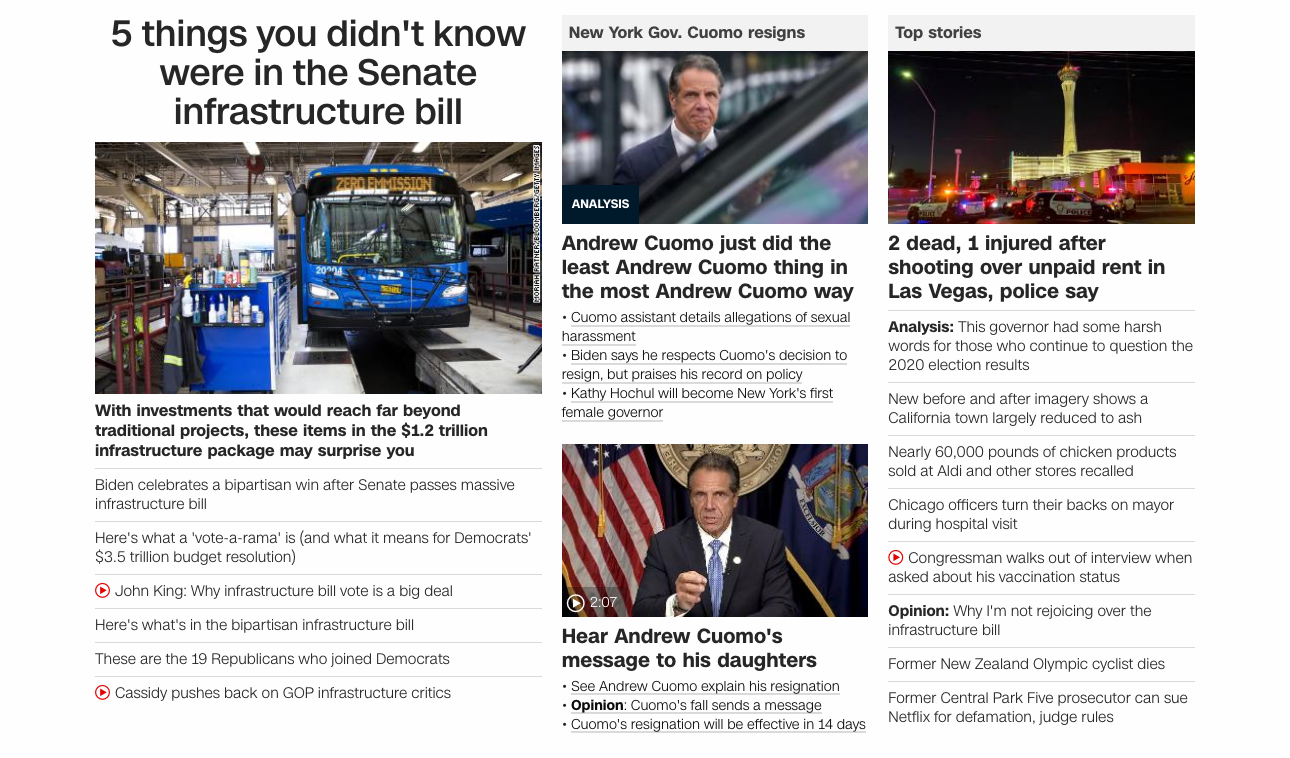 5 things you didn't know
were in the Senate
infrastructure bill
ZERO EMMISSION
20204
MORIAH RATNER/BLOOMBERG/GETTY IMAGES
With investments that would reach far beyond
traditional projects, these items in the $1.2 trillion
infrastructure package may surprise you
Biden celebrates a bipartisan win after Senate passes massive
infrastructure bill
Here's what a 'vote-a-rama' is (and what it means for Democrats'
$3.5 trillion budget resolution)
John King: Why infrastructure bill vote is a big deal
Here's what's in the bipartisan infrastructure bill
These are the 19 Republicans who joined Democrats
Cassidy pushes back on GOP infrastructure critics
New York Gov. Cuomo resigns
ANALYSIS
Andrew Cuomo just did the
least Andrew Cuomo thing in
the most Andrew Cuomo way
• Cuomo assistant details allegations of sexual
harassment
• Biden says he respects Cuomo's decision to
resign, but praises his record on policy
• Kathy Hochul will become New York's first
female governor
EXCELSIOR
2:07
Hear Andrew Cuomo's
message to his daughters
• See Andrew Cuomo explain his resignation
• Opinion: Cuomo's fall sends a message
• Cuomo's resignation will be effective in 14 days
Top stories
POLICE
2 dead, 1 injured after
shooting over unpaid rent in
Las Vegas, police say
Analysis: This governor had some harsh
words for those who continue to question the
2020 election results
New before and after imagery shows a
California town largely reduced to ash
Nearly 60,000 pounds of chicken products
sold at Aldi and other stores recalled
Chicago officers turn their backs on mayor
during hospital visit
Congressman walks out of interview when
asked about his vaccination status
Opinion: Why I'm not rejoicing over the
infrastructure bill
Former New Zealand Olympic cyclist dies
Former Central Park Five prosecutor can sue
Netflix for defamation, judge rules